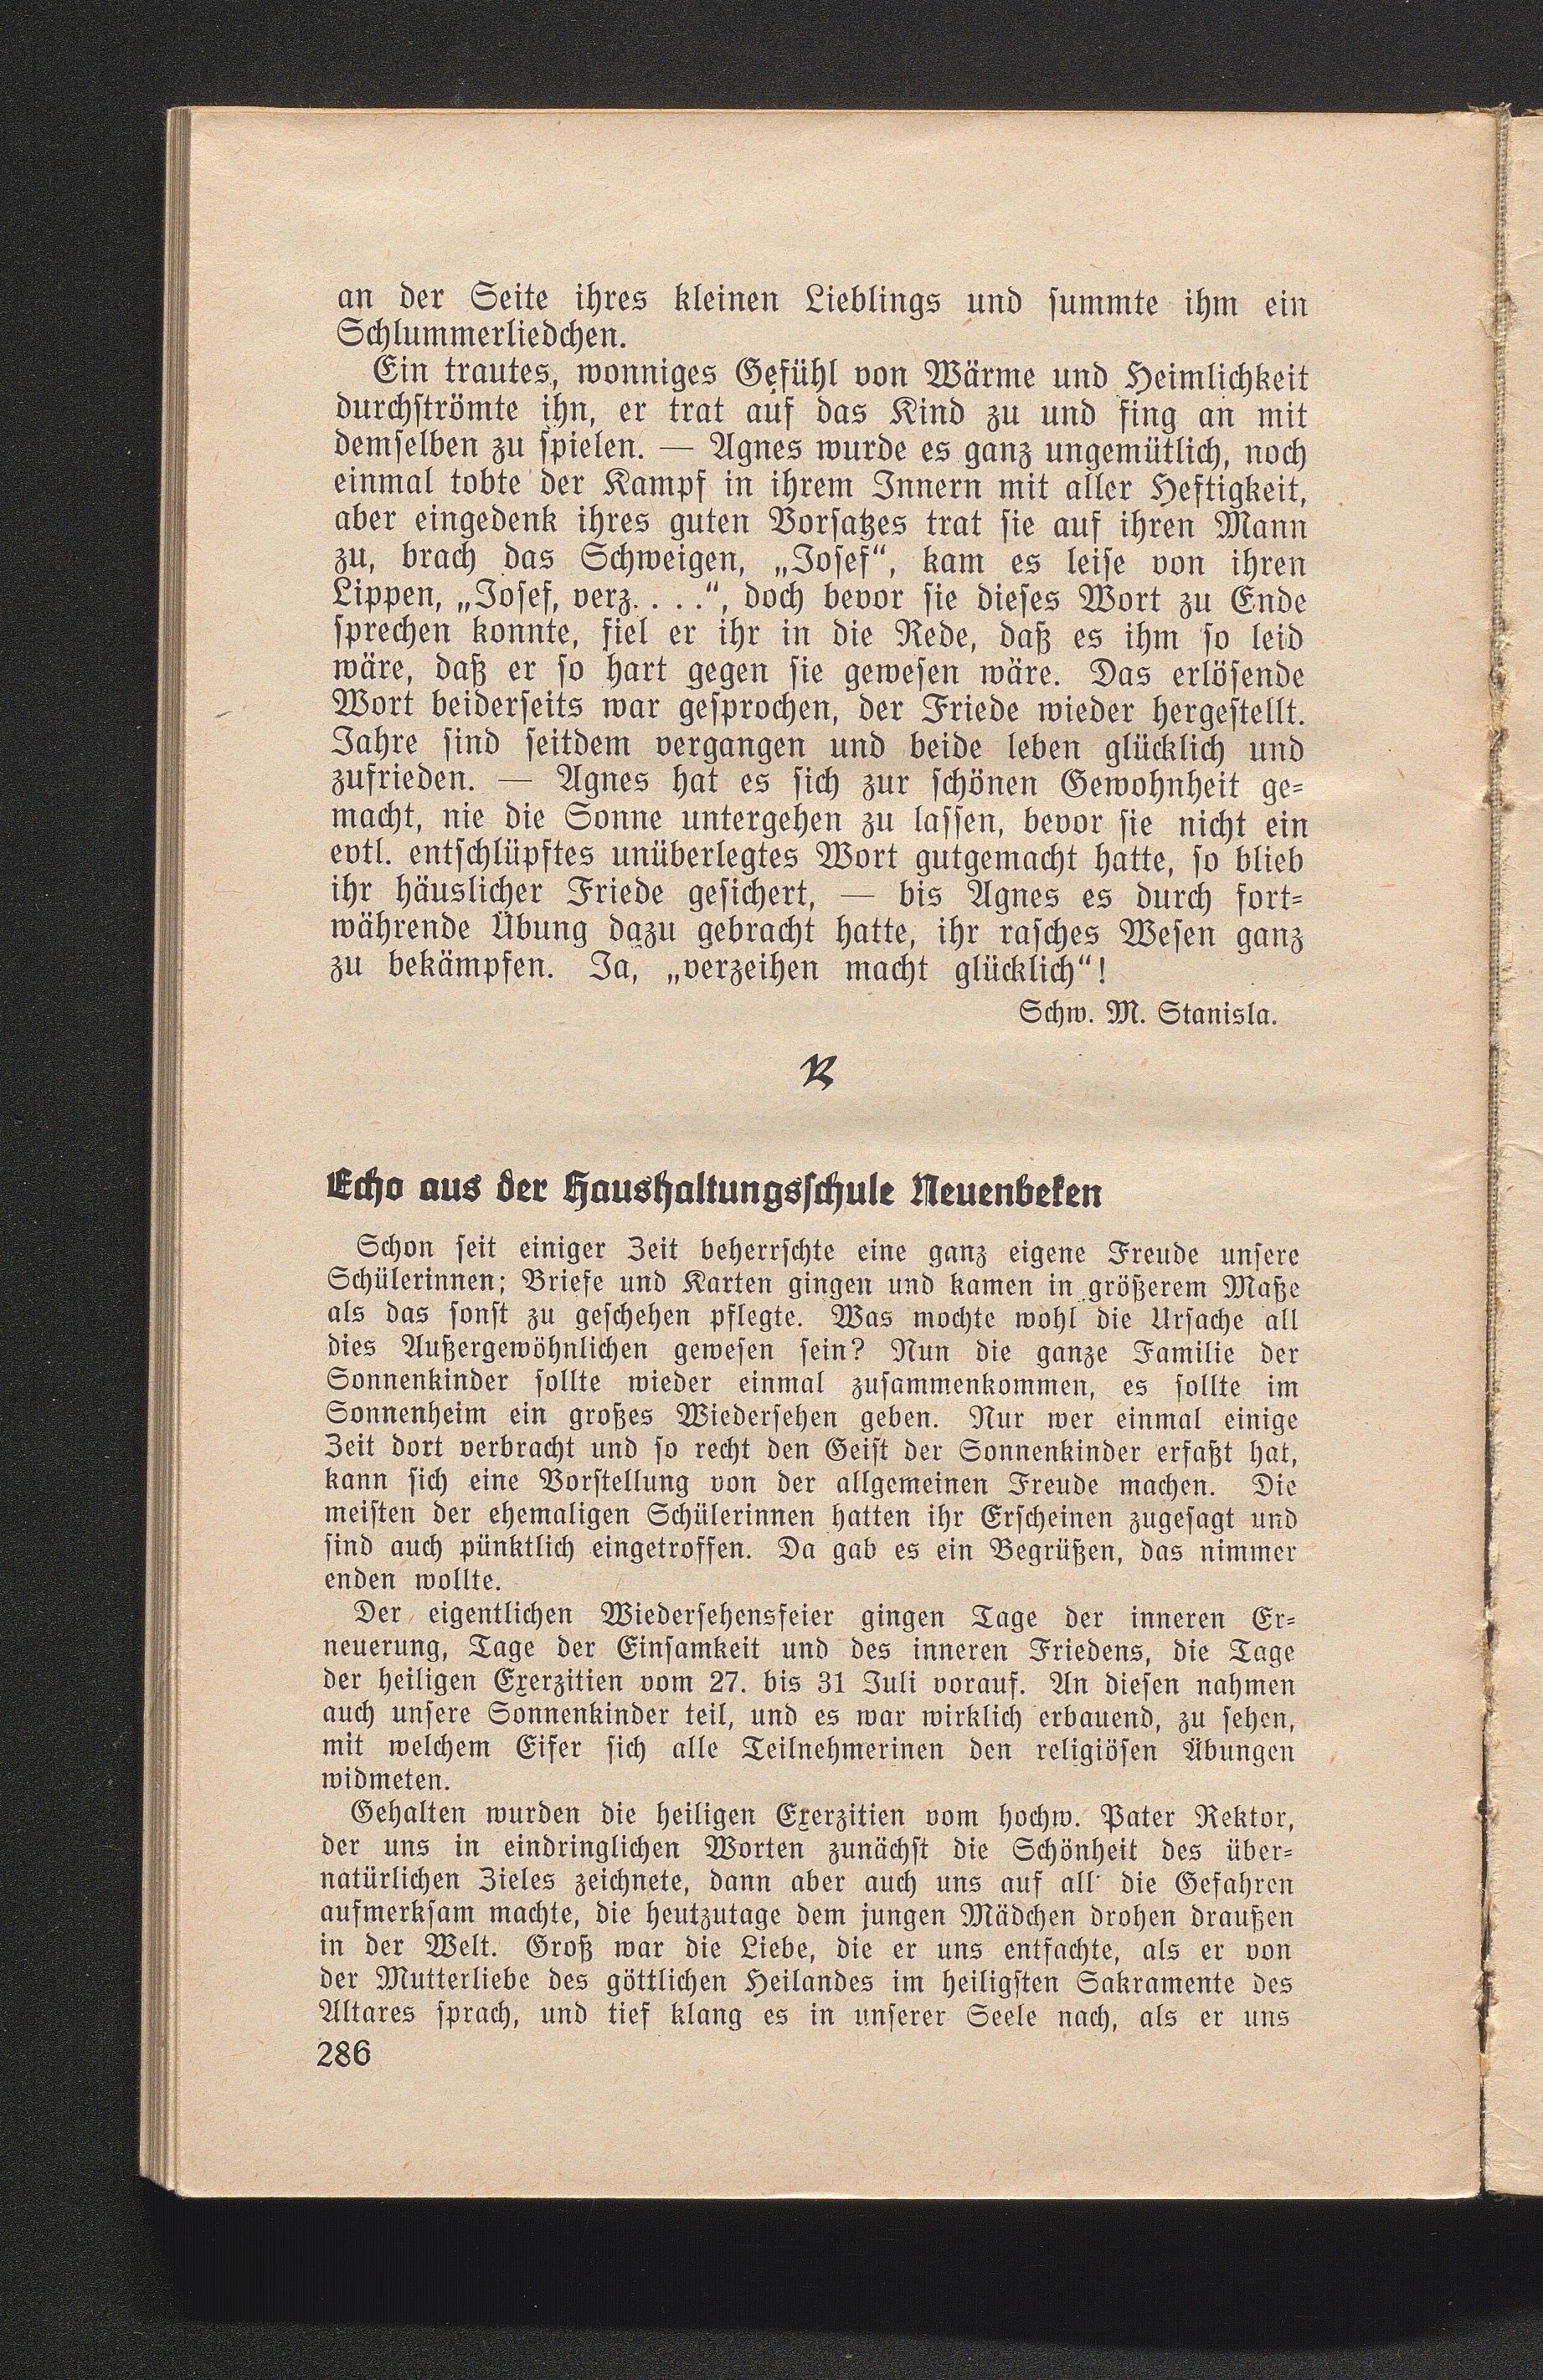 an der Seite ihres kleinen Lieblings und summte ihm ein
Schlummerliedchen.
Ein trautes, wonniges Gefühl von Wärme und Heimlichkeit
durchströmte ihn, er trat auf das Kind zu und fing an mit
demselben zu spielen. — Agnes wurde es ganz ungemütlich, noch
einmal tobte der Kampf in ihrem Innern mit aller Heftigkeit,
aber eingedenk ihres guten Vorsatzes trat sie auf ihren Mann
zu, brach das Schweigen, „Josef“, kam es leise von ihren
Lippen, „Josef, verz. . . .“, doch bevor sie dieses Wort zu Ende
sprechen konnte, fiel er ihr in die Rede, daß es ihm so leid
wäre, daß er so hart gegen sie gewesen wäre. Das erlösende
Wort beiderseits war gesprochen, der Friede wieder hergestellt.
Jahre sind seitdem vergangen und beide leben glücklich und
zufrieden. — Agnes hat es sich zur schönen Gewohnheit ge-
macht, nie die Sonne untergehen zu lassen, bevor sie nicht ein
evtl. entschlüpftes unüberlegtes Wort gutgemacht hatte, so blieb
ihr häuslicher Friede gesichert, — bis Agnes es durch fort-
währende Übung dazu gebracht hatte, ihr rasches Wesen ganz
zu bekämpfen. Ja, „verzeihen macht glücklich“!
Schw. M. Stanisla.
Echo aus der Haushaltungsschule Neuenbeken
Schon seit einiger Zeit beherrschte eine ganz eigene Freude unsere
Schülerinnen; Briefe und Karten gingen und kamen in größerem Maße
als das sonst zu geschehen pflegte. Was mochte wohl die Ursache all
dies Außergewöhnlichen gewesen sein? Nun die ganze Familie der
Sonnenkinder sollte wieder einmal zusammenkommen, es sollte im
Sonnenheim ein großes Wiedersehen geben. Nur wer einmal einige
Zeit dort verbracht und so recht den Geist der Sonnenkinder erfaßt hat,
kann sich eine Vorstellung von der allgemeinen Freude machen. Die
meisten der ehemaligen Schülerinnen hatten ihr Erscheinen zugesagt und
sind auch pünktlich eingetroffen. Da gab es ein Begrüßen, das nimmer
enden wollte.
Der eigentlichen Wiedersehensfeier gingen Tage der inneren Er-
neuerung, Tage der Einsamkeit und des inneren Friedens, die Tage
der heiligen Exerzitien vom 27. bis 31 Juli vorauf. An diesen nahmen
auch unsere Sonnenkinder teil, und es war wirklich erbauend, zu sehen,
mit welchem Eifer sich alle Teilnehmerinen den religiösen Übungen
widmeten.
Gehalten wurden die heiligen Exerzitien vom hochw. Pater Rektor,
der uns in eindringlichen Worten zunächst die Schönheit des über-
natürlichen Zieles zeichnete, dann aber auch uns auf all' die Gefahren
aufmerksam machte, die heutzutage dem jungen Mädchen drohen draußen
in der Welt. Groß war die Liebe, die er uns entfachte, als er von
der Mutterliebe des göttlichen Heilandes im heiligsten Sakramente des
Altares sprach, und tief klang es in unserer Seele nach, als er uns
286